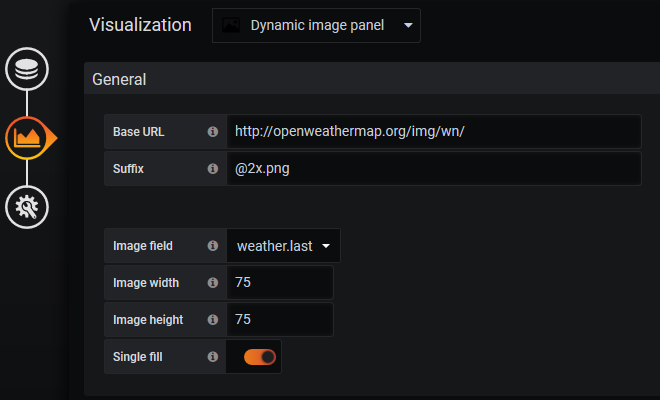 Visualization Dynamic image panel
General
Base URL http://openweathermap.org/img/wn/
Suffix @2x.png
Image field weather.last
Image width 75
Image height 75
Single fill